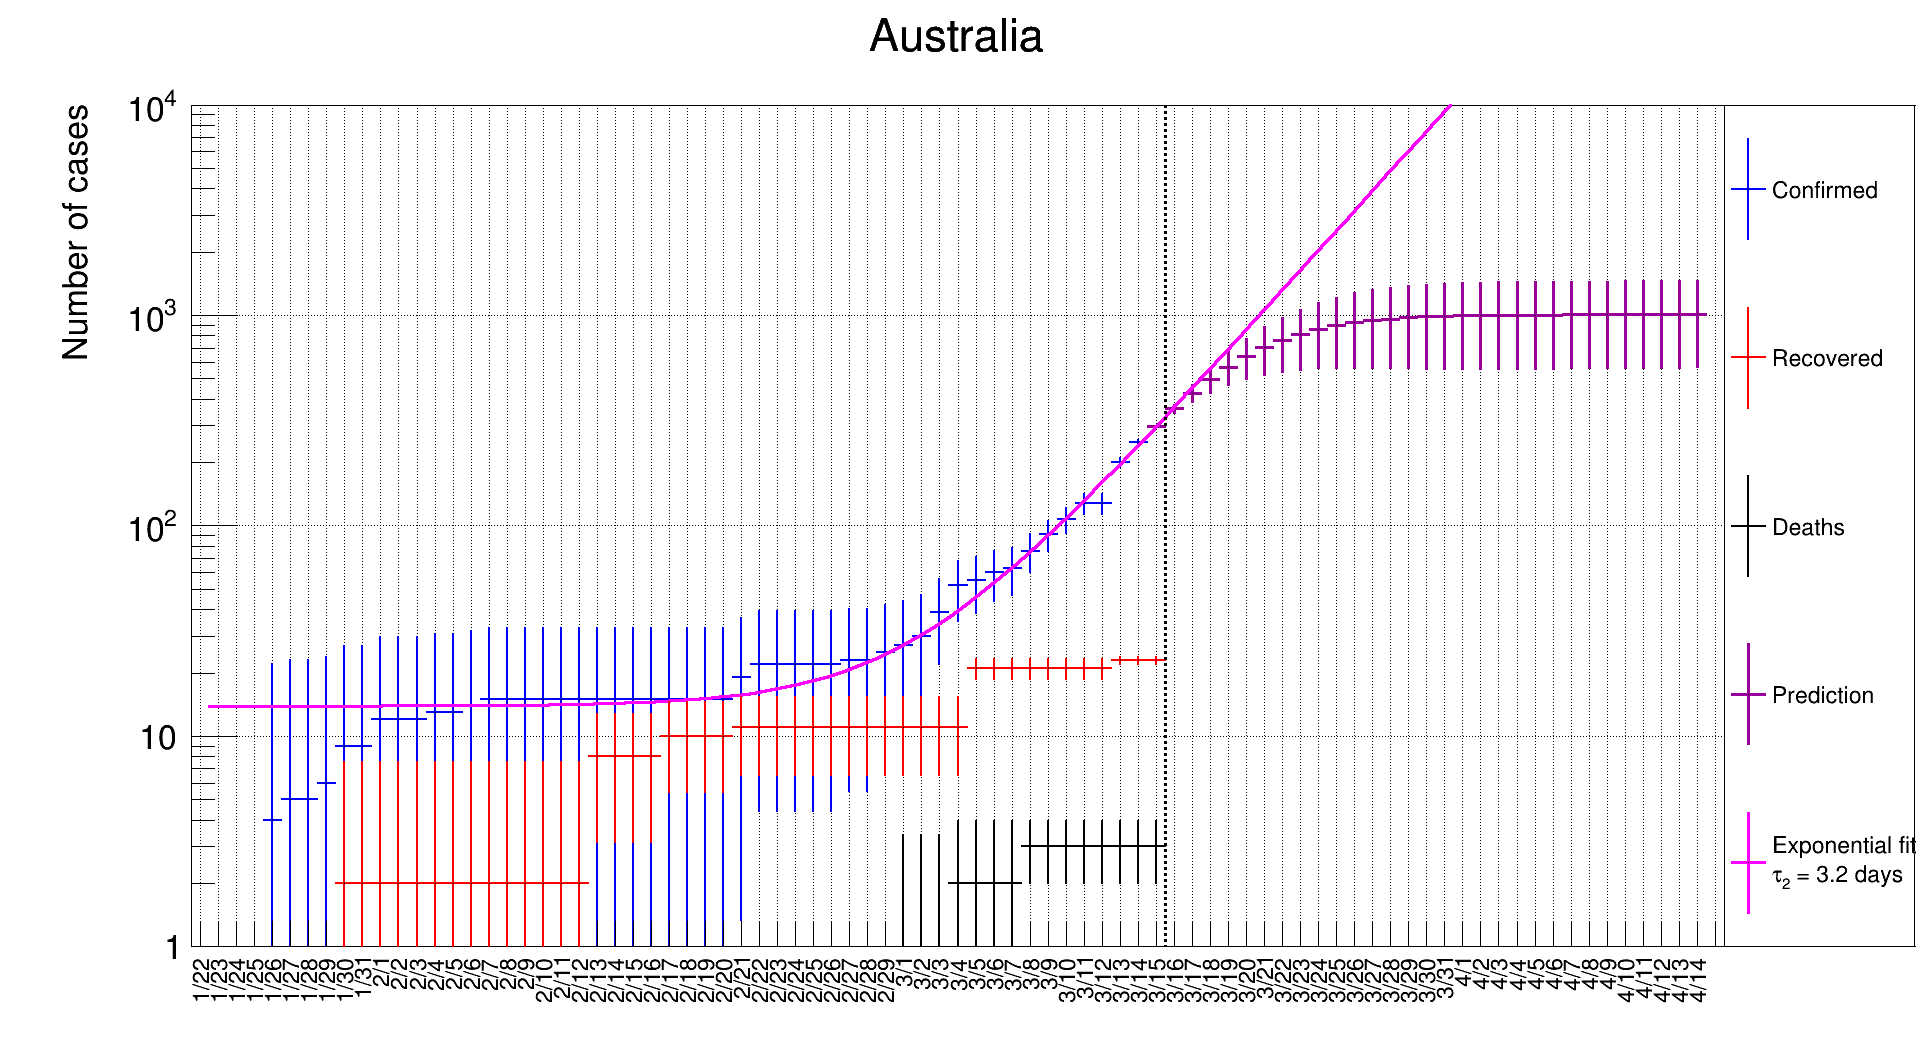 Australia
Number of cases
10⁴
10³
10²
10
1
1/22 1/23 1/24 1/25 1/26 1/27 1/28 1/29 1/30 1/31 2/1 2/2 2/3 2/4 2/5 2/6 2/7 2/8 2/9 2/10 2/11 2/12 2/13 2/14 2/15 2/16 2/17 2/18 2/19 2/20 2/21 2/22 2/23 2/24 2/25 2/26 2/27 2/28 2/29 3/1 3/2 3/3 3/4 3/5 3/6 3/7 3/8 3/9 3/10 3/11 3/12 3/13 3/14 3/15 3/16 3/17 3/18 3/19 3/20 3/21 3/22 3/23 3/24 3/25 3/26 3/27 3/28 3/29 3/30 3/31 4/1 4/2 4/3 4/4 4/5 4/6 4/7 4/8 4/9 4/10 4/11 4/12 4/13 4/14
Confirmed
Recovered
Deaths
Prediction
Exponential fit
τ₂ = 3.2 days